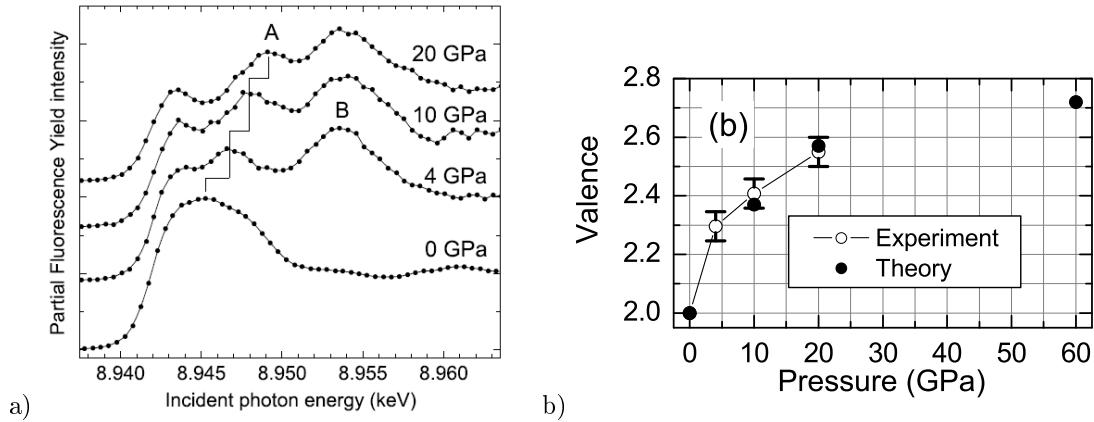 Partial Fluorescence Yield intensity
A
20 GPa
10 GPa
B
4 GPa
0 GPa
8.940 8.945 8.950 8.955 8.960
Incident photon energy (keV)
a)
Valence
2.8
2.6
2.4
2.2
2.0
(b)
Experiment
Theory
0 10 20 30 40 50 60
Pressure (GPa)
b)